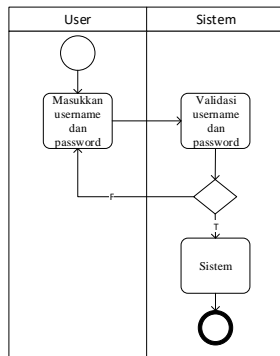 User
Sistem
Masukkan
username
dan
password
Validasi
username
dan
password
r
T
Sistem